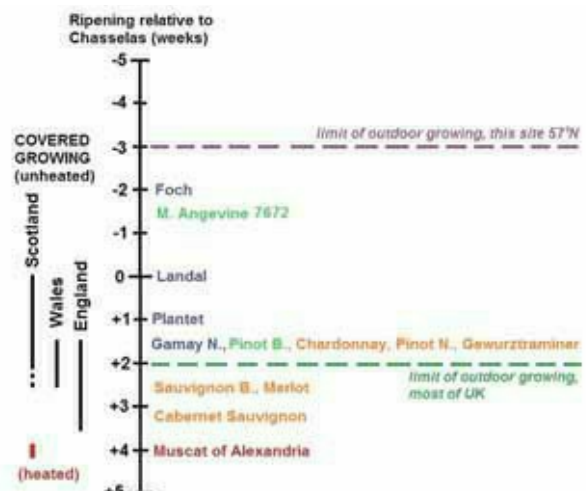 Ripening relative to
Chasselas (weeks)
-5
-4
limit of outdoor growing, this site 57°N
COVERED
GROWING
(unheated)
-3
-2
Foch
M. Angevine 7672
-1
Scotland
Wales
England
0
Landal
+1
Plantet
Gamay N., Pinot B., Chardonnay, Pinot N., Gewurztraminer
+2
limit of outdoor growing,
most of UK
Sauvignon B., Merlot
+3
Cabernet Sauvignon
+4
Muscat of Alexandria
(heated)
+5